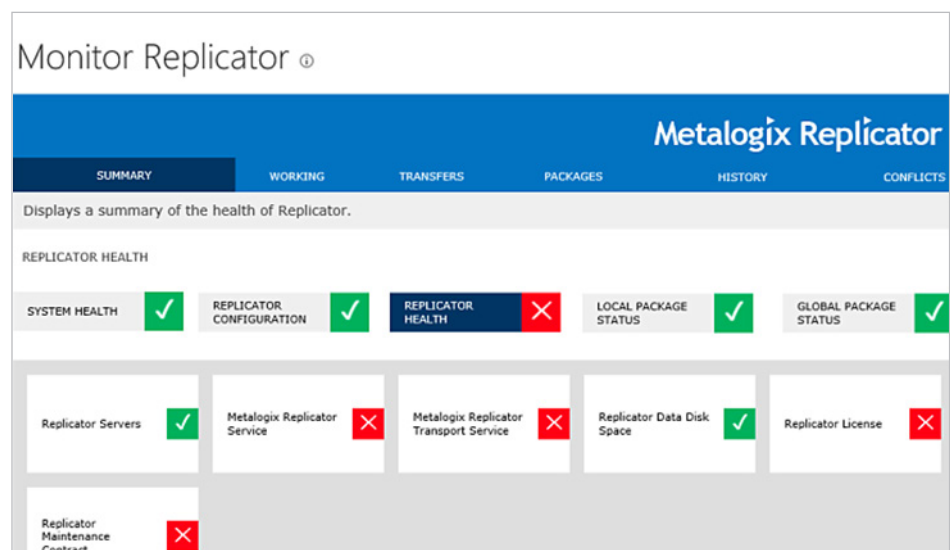 Monitor Replicator
Metalogix Replicator
SUMMARY WORKING TRANSFERS PACKAGES HISTORY CONFLICTS
Displays a summary of the health of Replicator.
REPLICATOR HEALTH
SYSTEM HEALTH
REPLICATOR
CONFIGURATION
REPLICATOR
HEALTH
LOCAL PACKAGE
STATUS
GLOBAL PACKAGE
STATUS
Replicator Servers
Metalogix Replicator
Service
Metalogix Replicator
Transport Service
Replicator Data Disk
Space
Replicator License
Replicator
Maintenance
Contract